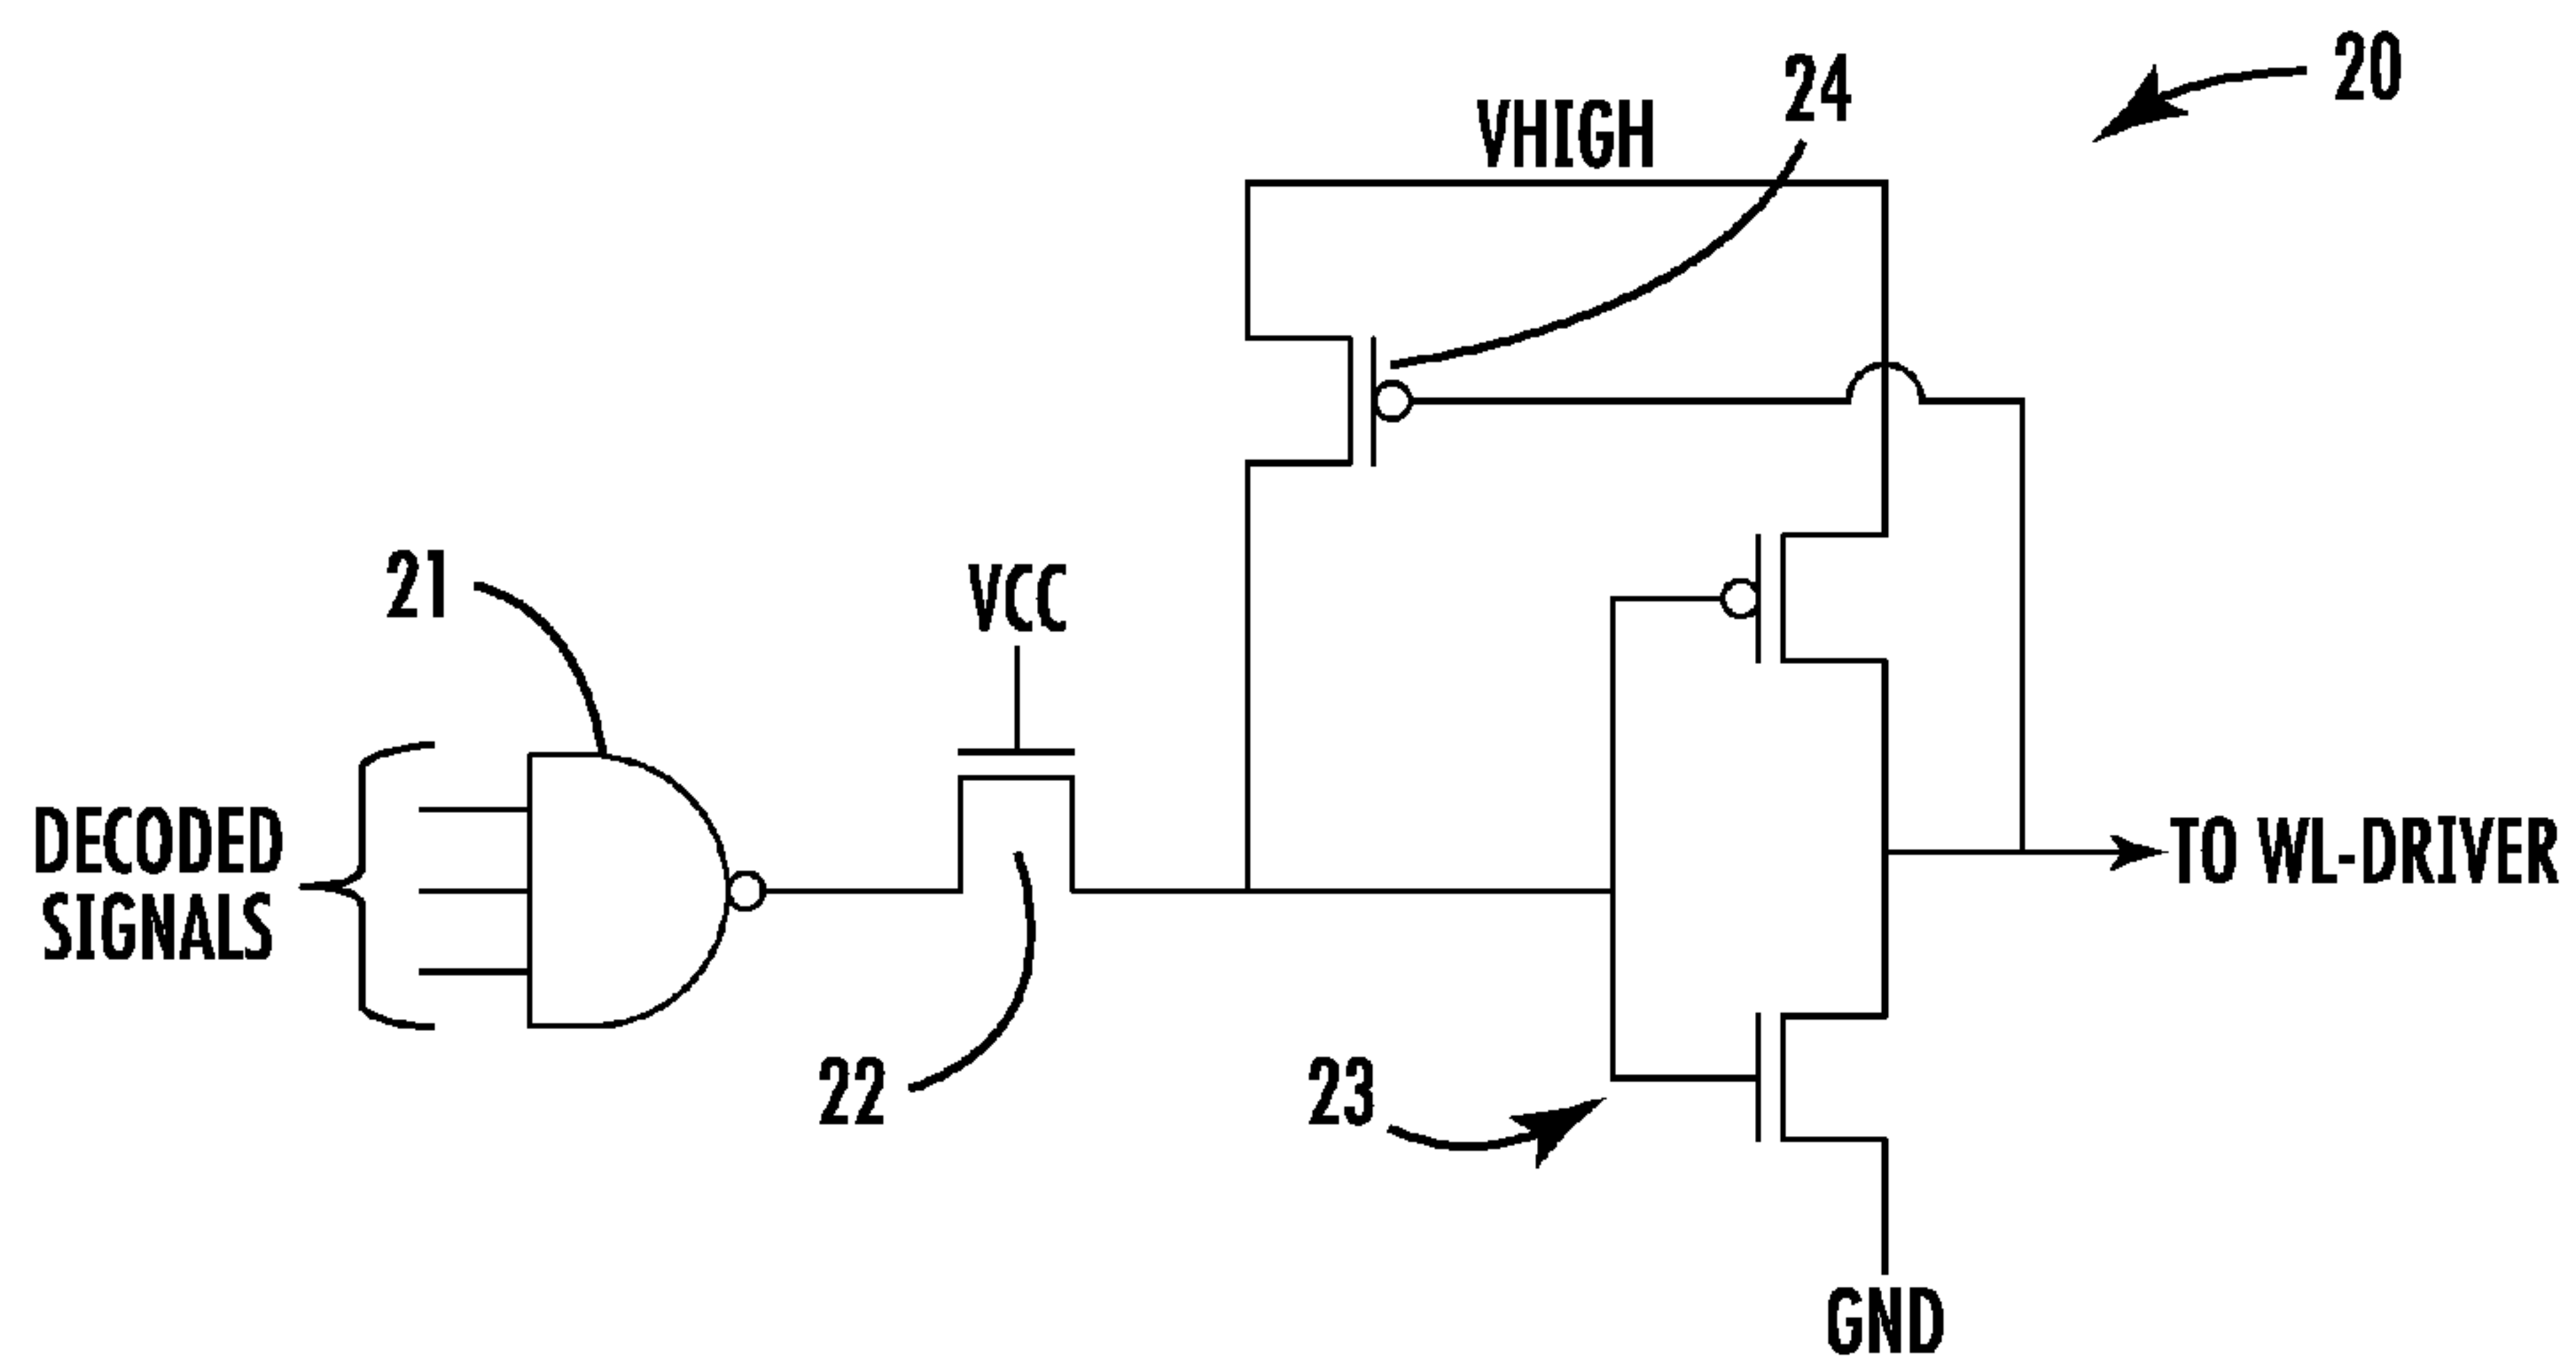 20
24
VHIGH
21
VCC
DECODED
SIGNALS
TO WL-DRIVER
22
23
GND